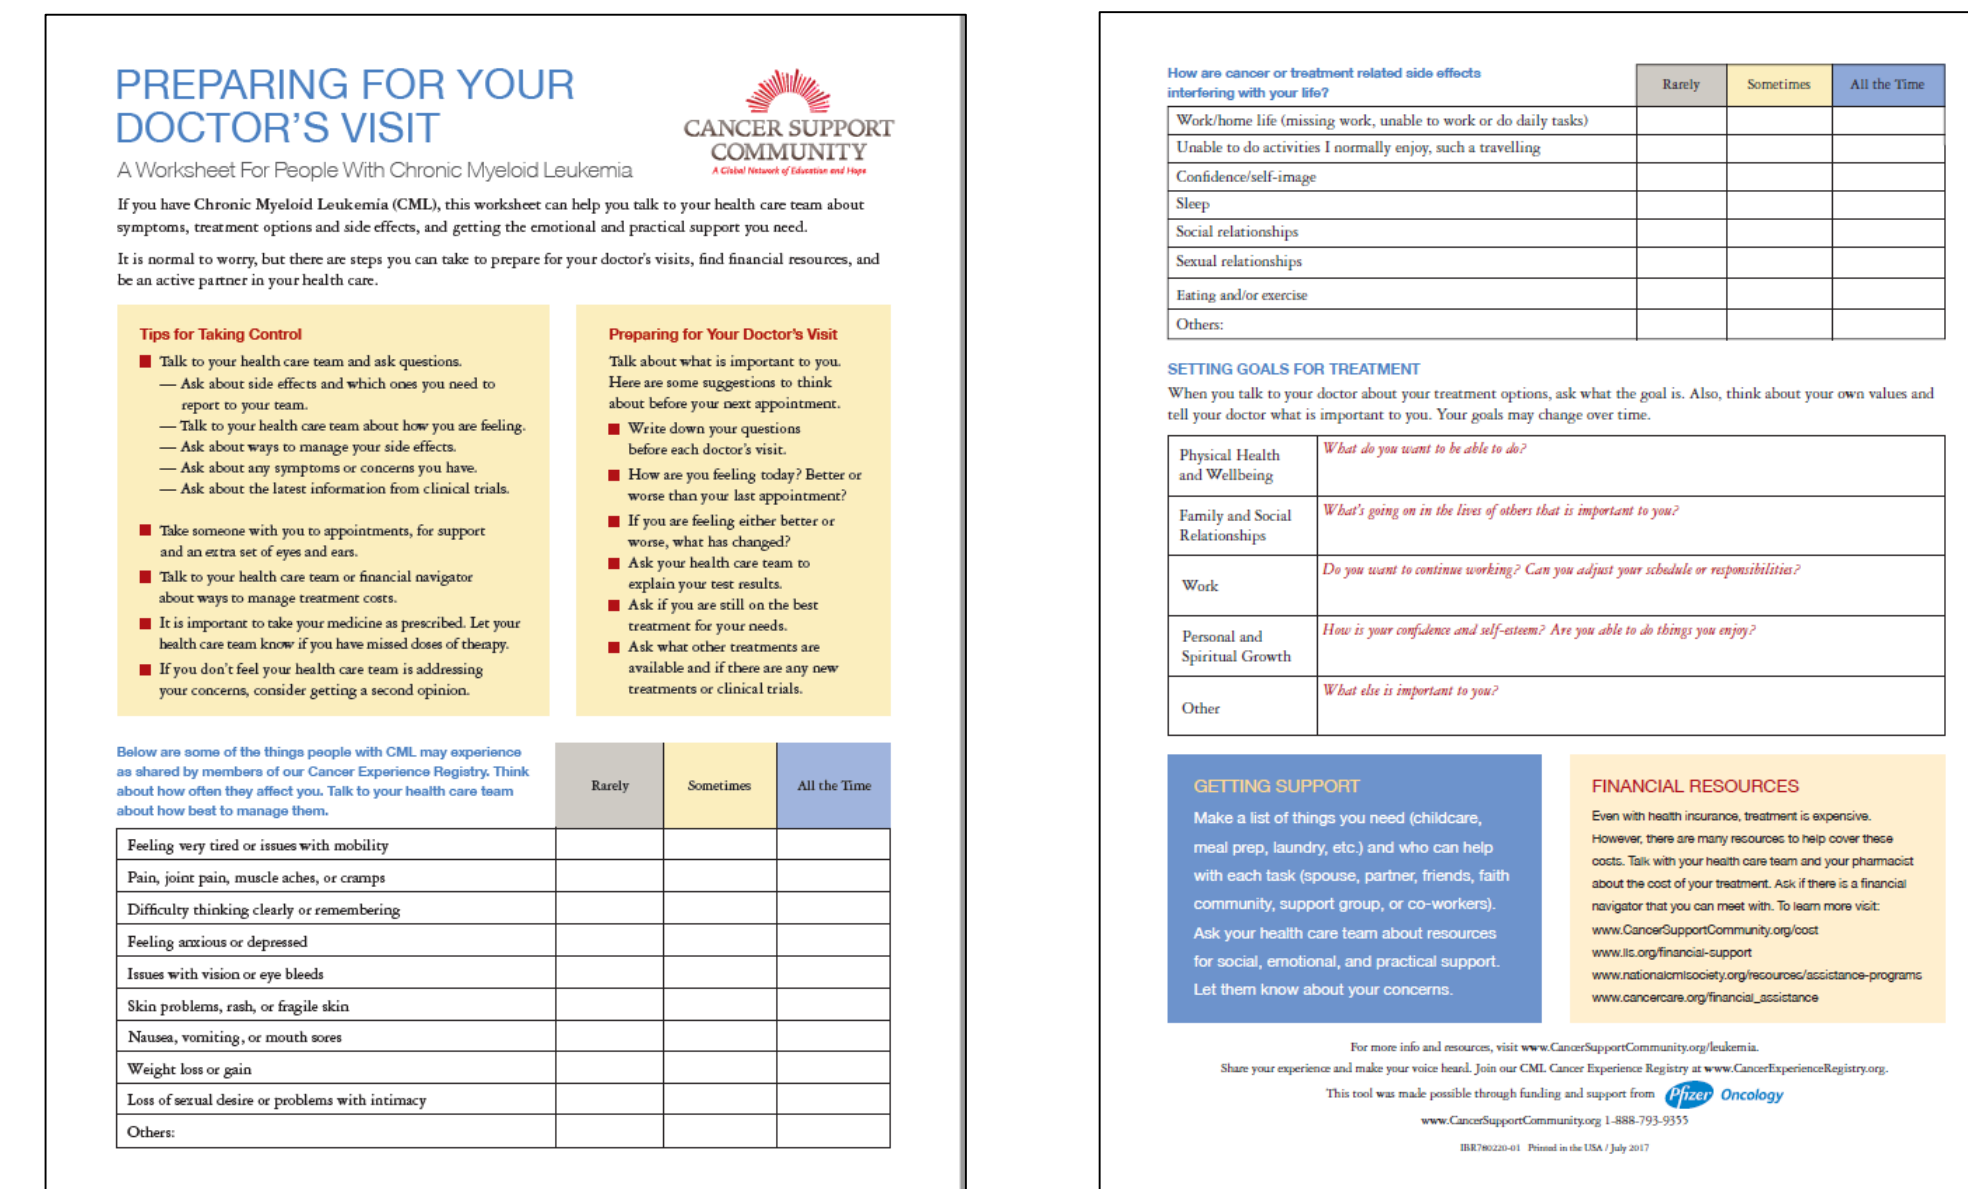 PREPARING FOR YOUR
DOCTOR'S VISIT
A Worksheet For People With Chronic Myeloid Leukemia
CANCER SUPPORT
COMMUNITY
A Global Network of Education and Hope
If you have Chronic Myeloid Leukemia (CML), this worksheet can help you talk to your health care team about
symptoms, treatment options and side effects, and getting the emotional and practical support you need.
It is normal to worry, but there are steps you can take to prepare for your doctor's visits, find financial resources, and
be an active partner in your health care.
Tips for Taking Control
Talk to your health care team and ask questions.
— Ask about side effects and which ones you need to
report to your team.
— Talk to your health care team about how you are feeling.
— Ask about ways to manage your side effects.
— Ask about any symptoms or concerns you have.
— Ask about the latest information from clinical trials.
Take someone with you to appointments, for support
and an extra set of eyes and ears.
Talk to your health care team or financial navigator
about ways to manage treatment costs.
It is important to take your medicine as prescribed. Let your
health care team know if you have missed doses of therapy.
If you don't feel your health care team is addressing
your concerns, consider getting a second opinion.
Preparing for Your Doctor's Visit
Talk about what is important to you.
Here are some suggestions to think
about before your next appointment.
Write down your questions
before each doctor's visit.
How are you feeling today? Better or
worse than your last appointment?
If you are feeling either better or
worse, what has changed?
Ask your health care team to
explain your test results.
Ask if you are still on the best
treatment for your needs.
Ask what other treatments are
available and if there are any new
treatments or clinical trials.
Below are some of the things people with CML may experience
as shared by members of our Cancer Experience Registry. Think
about how often they affect you. Talk to your health care team
about how best to manage them.
Rarely Sometimes All the Time
Feeling very tired or issues with mobility
Pain, joint pain, muscle aches, or cramps
Difficulty thinking clearly or remembering
Feeling anxious or depressed
Issues with vision or eye bleeds
Skin problems, rash, or fragile skin
Nausea, vomiting, or mouth sores
Weight loss or gain
Loss of sexual desire or problems with intimacy
Others:
How are cancer or treatment related side effects
interfering with your life?
Rarely Sometimes All the Time
Work/home life (missing work, unable to work or do daily tasks)
Unable to do activities I normally enjoy, such a travelling
Confidence/self-image
Sleep
Social relationships
Sexual relationships
Eating and/or exercise
Others:
SETTING GOALS FOR TREATMENT
When you talk to your doctor about your treatment options, ask what the goal is. Also, think about your own values and
tell your doctor what is important to you. Your goals may change over time.
Physical Health
and Wellbeing
What do you want to be able to do?
Family and Social
Relationships
What's going on in the lives of others that is important to you?
Work
Do you want to continue working? Can you adjust your schedule or responsibilities?
Personal and
Spiritual Growth
How is your confidence and self-esteem? Are you able to do things you enjoy?
Other
What else is important to you?
GETTING SUPPORT
Make a list of things you need (childcare,
meal prep, laundry, etc.) and who can help
with each task (spouse, partner, friends, faith
community, support group, or co-workers).
Ask your health care team about resources
for social, emotional, and practical support.
Let them know about your concerns.
FINANCIAL RESOURCES
Even with health insurance, treatment is expensive.
However, there are many resources to help cover these
costs. Talk with your health care team and your pharmacist
about the cost of your treatment. Ask if there is a financial
navigator that you can meet with. To learn more visit:
www.CancerSupportCommunity.org/cost
www.lls.org/financial-support
www.nationalcmlsociety.org/resources/assistance-programs
www.cancercare.org/financial_assistance
For more info and resources, visit www.CancerSupportCommunity.org/leukemia.
Share your experience and make your voice heard. Join our CML Cancer Experience Registry at www.CancerExperienceRegistry.org.
This tool was made possible through funding and support from Pfizer Oncology
www.CancerSupportCommunity.org 1-888-793-9355
IBR780220-01 Printed in the USA / July 2017